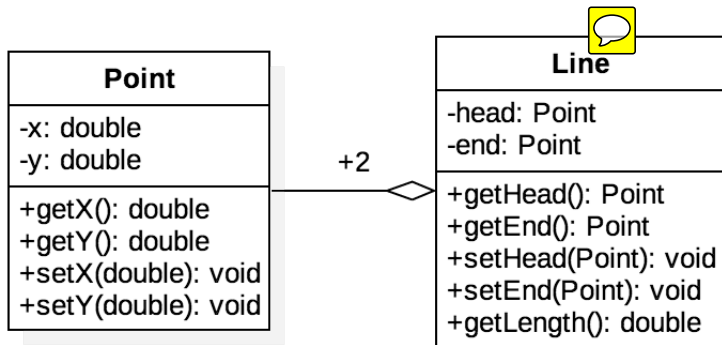 Point
-x: double
-y: double
+getX(): double
+getY(): double
+setX(double): void
+setY(double): void
+2
Line
-head: Point
-end: Point
+getHead(): Point
+getEnd(): Point
+setHead(Point): void
+setEnd(Point): void
+getLength(): double